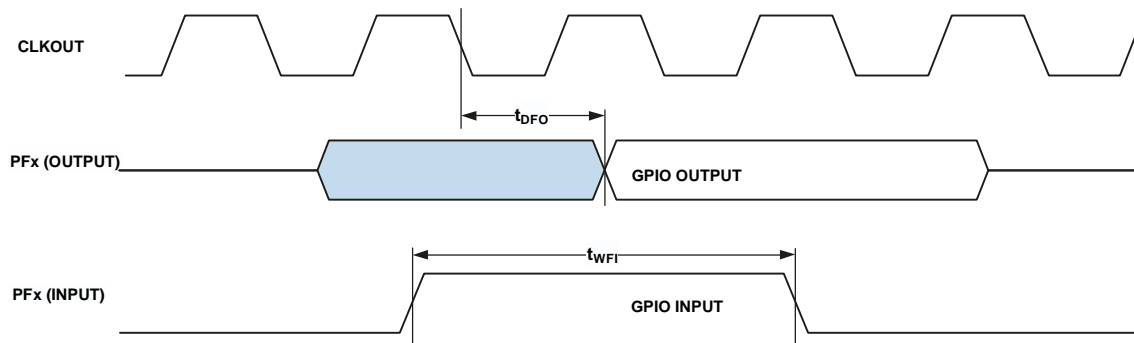 CLKOUT
tDFO
PFx (OUTPUT)
GPIO OUTPUT
tWFI
PFx (INPUT)
GPIO INPUT